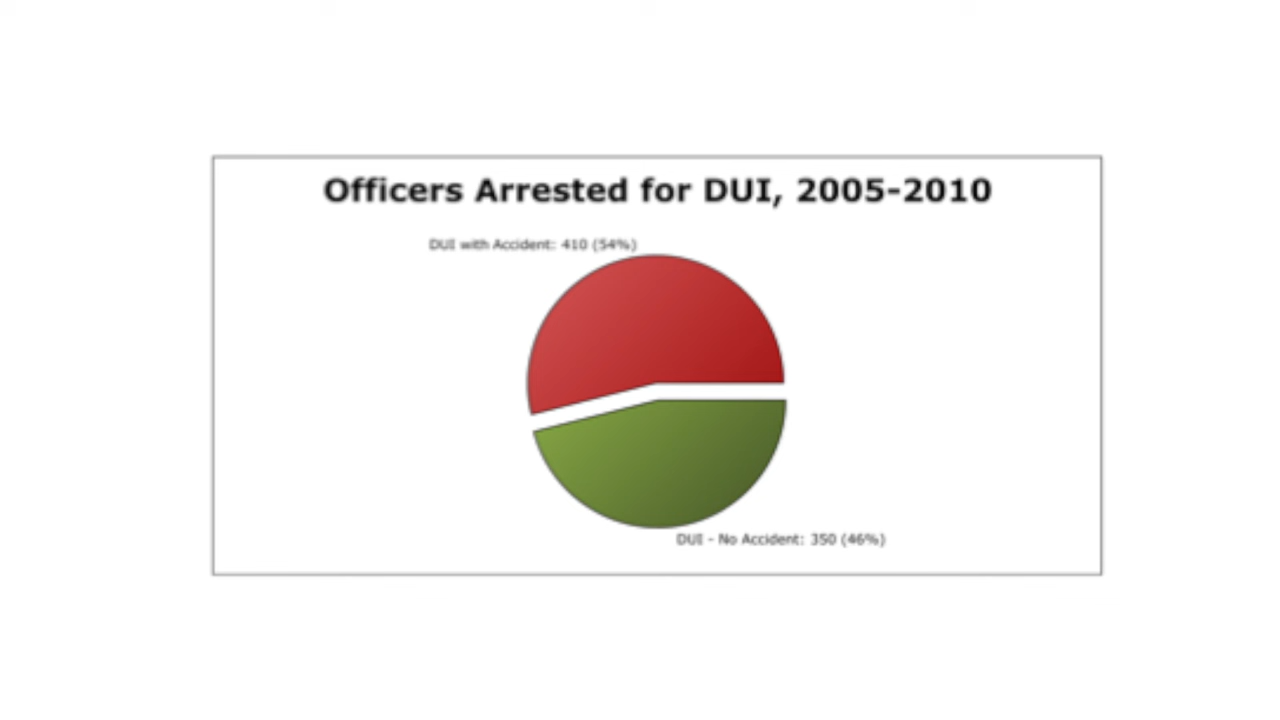 Officers Arrested for DUI, 2005-2010
DUI with Accident: 410 (54%)
DUI - No Accident: 350 (46%)